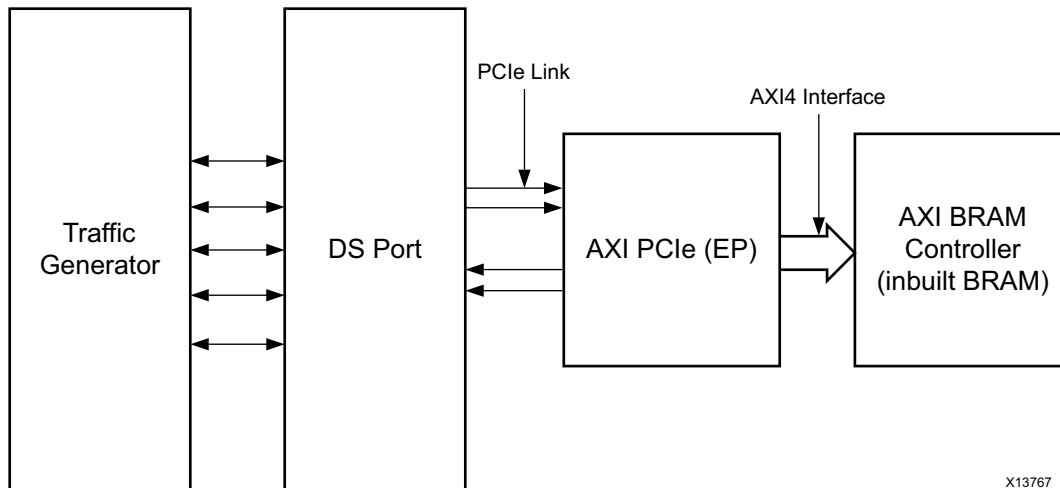 PCIe Link
AXI4 Interface
Traffic
Generator
DS Port
AXI PCIe (EP)
AXI BRAM
Controller
(inbuilt BRAM)
X13767